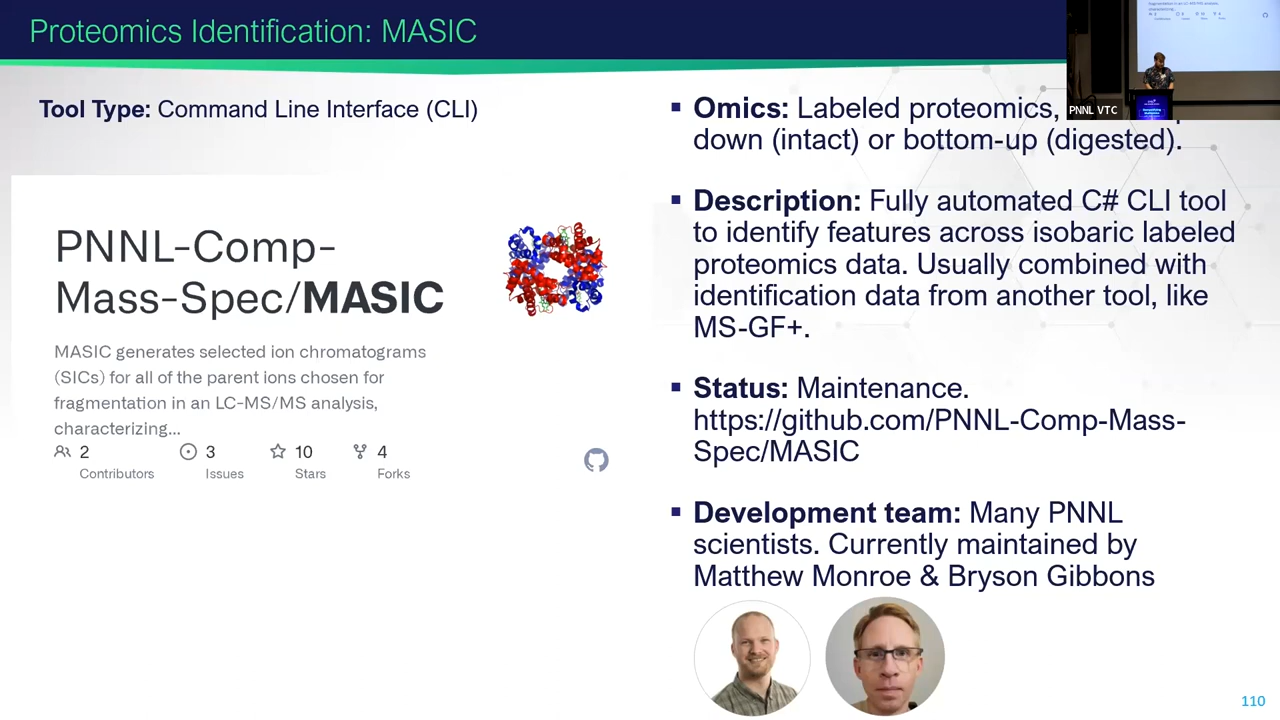 Proteomics Identification: MASIC
Tool Type: Command Line Interface (CLI)
PNNL-Comp-
Mass-Spec/MASIC
MASIC generates selected ion chromatograms
(SICs) for all of the parent ions chosen for
fragmentation in an LC-MS/MS analysis,
characterizing...
2
Contributors
3
Issues
10
Stars
4
Forks
▪ Omics: Labeled proteomics,
down (intact) or bottom-up (digested).
▪ Description: Fully automated C# CLI tool
to identify features across isobaric labeled
proteomics data. Usually combined with
identification data from another tool, like
MS-GF+.
▪ Status: Maintenance.
https://github.com/PNNL-Comp-Mass-
Spec/MASIC
▪ Development team: Many PNNL
scientists. Currently maintained by
Matthew Monroe & Bryson Gibbons
PNNL VTC
110